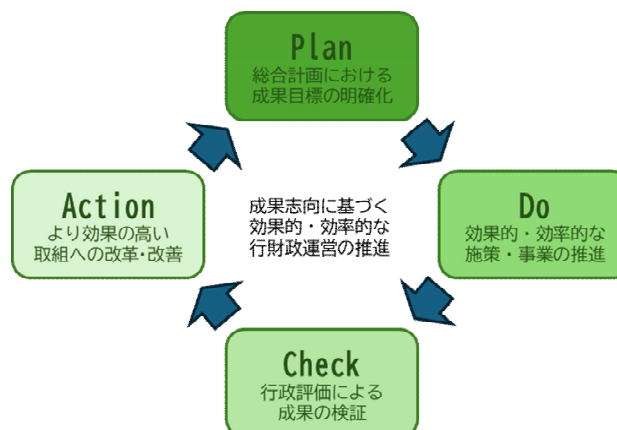 Plan
総合計画における
成果目標の明確化
Action
より効果の高い
取組への改革・改善
成果志向に基づく
効果的・効率的な
行財政運営の推進
Do
効果的・効率的な
施策・事業の推進
Check
行政評価による
成果の検証